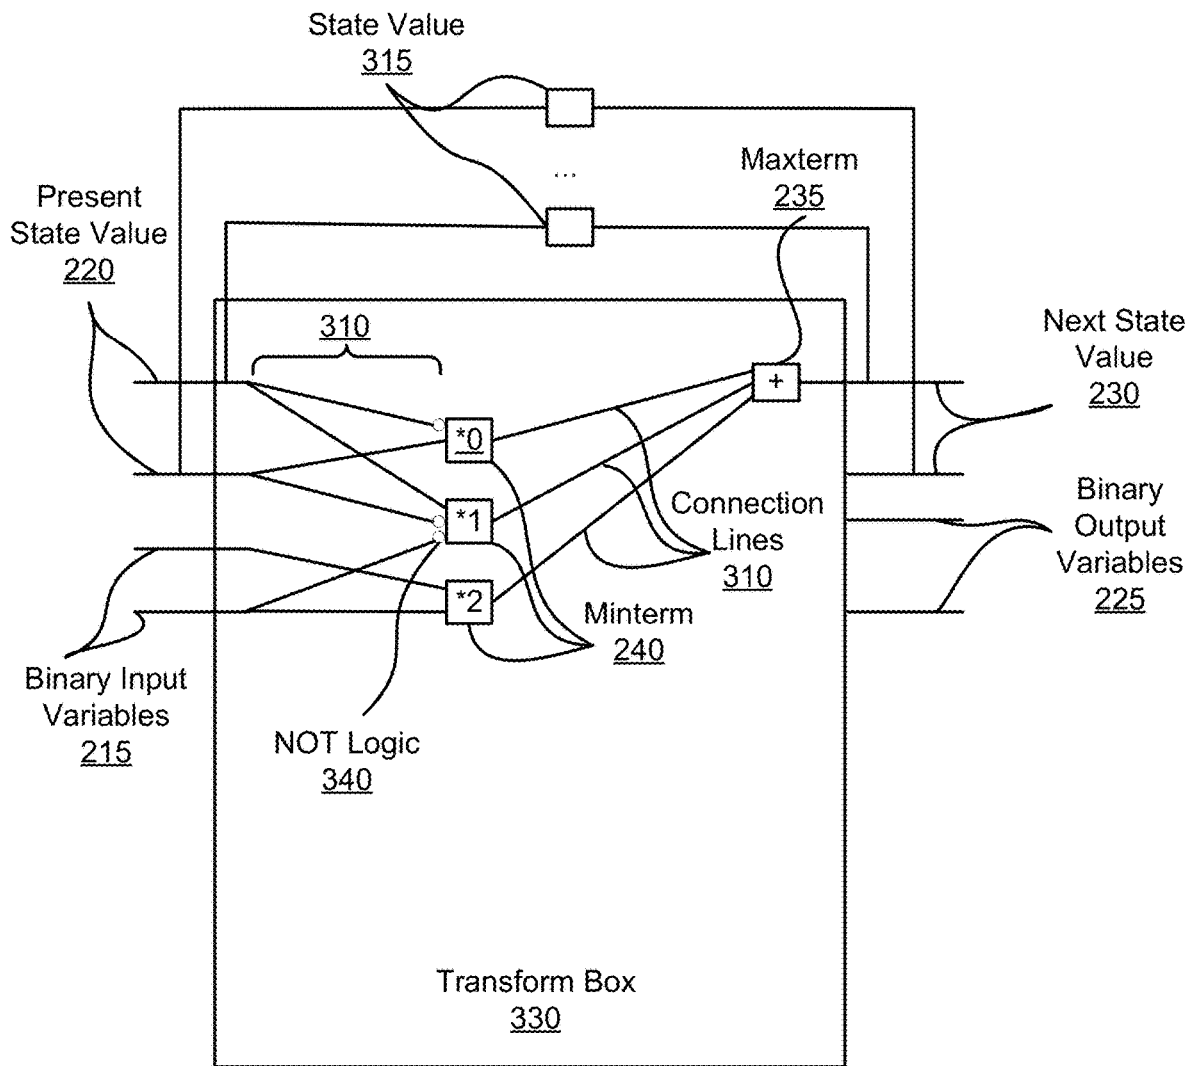 State Value
315
Maxterm
235
...
Present
State Value
220
310
Next State
Value
230
+
*0
*1
*2
Connection
Lines
310
Binary
Output
Variables
225
Minterm
240
Binary Input
Variables
215
NOT Logic
340
Transform Box
330